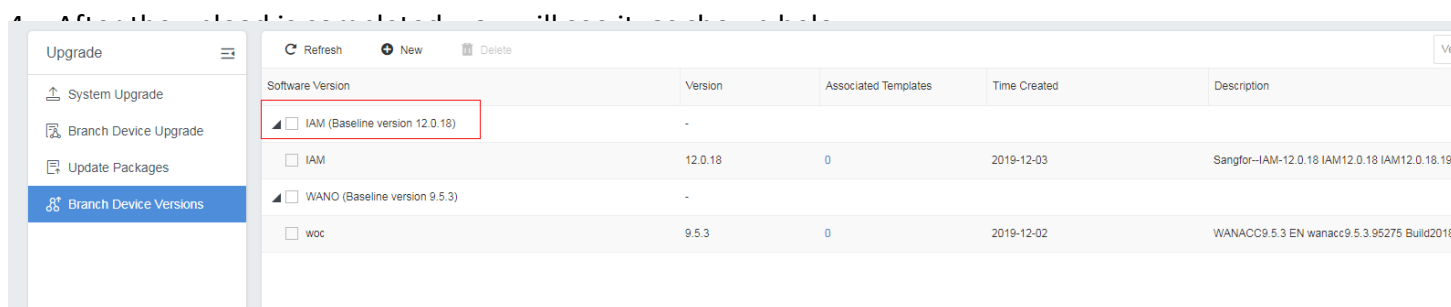 Upgrade
Refresh New Delete
Software Version Version Associated Templates Time Created Description
System Upgrade
IAM (Baseline version 12.0.18) -
Branch Device Upgrade
IAM 12.0.18 0 2019-12-03 Sangfor--IAM-12.0.18 IAM12.0.18 IAM12.0.18.19
Update Packages
WANO (Baseline version 9.5.3) -
Branch Device Versions
woc 9.5.3 0 2019-12-02 WANACC9.5.3 EN wanacc9.5.3.95275 Build2018